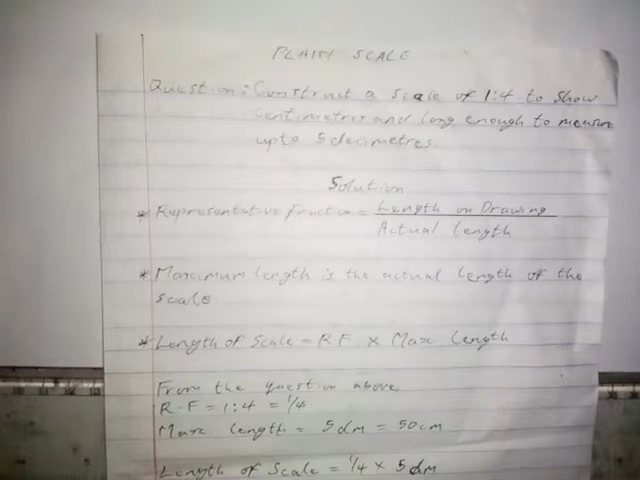 PLAIN SCALE
Question: Construct a scale of 1:4 to show
centimetres and long enough to measure
upto 5 decimetres.
Solution
* Representative Fraction = Length on Drawing
Actual length
* Maximum length is the actual length of the
scale
* Length of Scale = RF × Max Length
From the question above,
R.F = 1:4 = 1/4
Max length = 5dm = 50cm
Length of Scale = 1/4 × 5dm